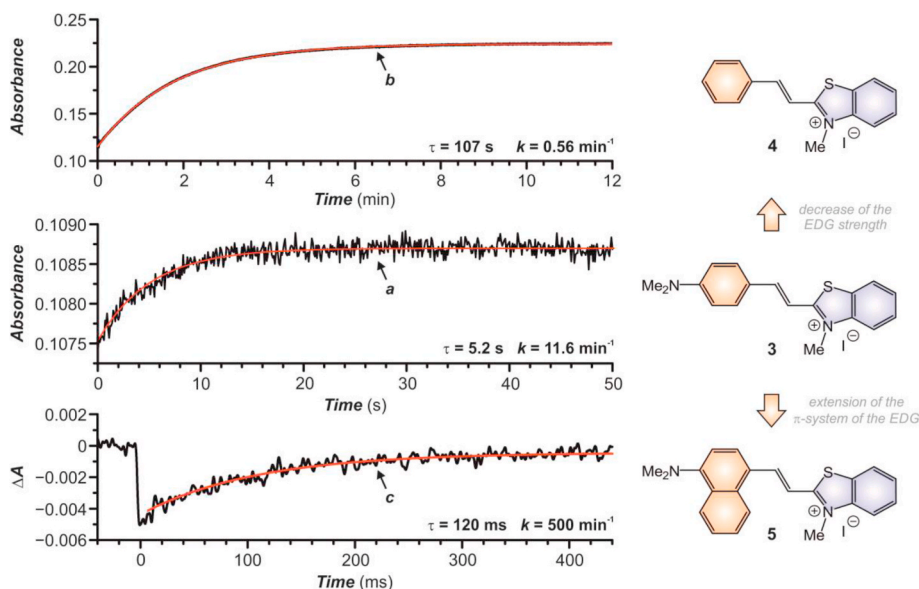 0.25
0.20
0.15
0.10
Absorbance
b
τ = 107 s k = 0.56 min⁻¹
0 2 4 6 8 10 12
Time (min)
0.1090
0.1085
0.1080
0.1075
Absorbance
a
τ = 5.2 s k = 11.6 min⁻¹
0 10 20 30 40 50
Time (s)
0.002
0
−0.002
−0.004
−0.006
ΔA
c
τ = 120 ms k = 500 min⁻¹
0 100 200 300 400
Time (ms)
S
N
+
Me
I⊖
4
decrease of the
EDG strength
Me₂N
S
N
+
Me
I⊖
3
extension of the
π-system of the EDG
Me₂N
S
N
+
Me
I⊖
5